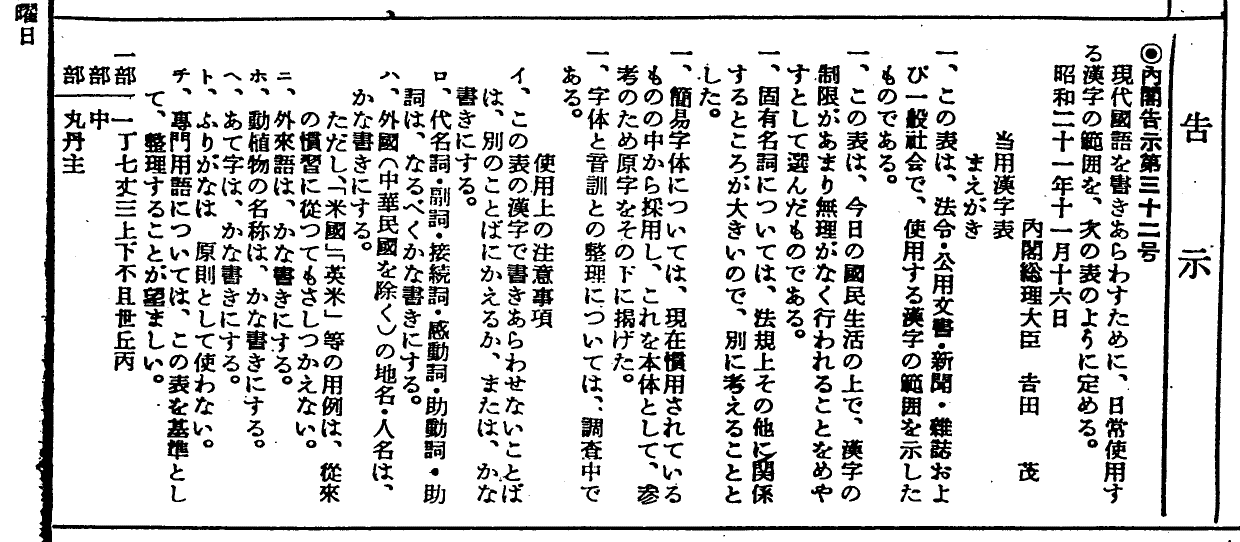 告示
◉內閣告示第三十二号
現代國語を書きあらわすために、日常使用す
る漢字の範囲を、次の表のように定める。
昭和二十一年十一月十六日
內閣総理大臣 吉田 茂
当用漢字表
まえがき
一、この表は、法令・公用文書・新聞・雜誌およ
び一般社会で、使用する漢字の範囲を示した
ものである。
一、この表は、今日の國民生活の上で、漢字の
制限があまり無理がなく行われることをめや
すとして選んだものである。
一、固有名詞については、法規上その他に関係
するところが大きいので、別に考えることと
した。
一、簡易字体については、現在慣用されている
ものの中から採用し、これを本体として、参
考のため原字をその下に掲げた。
一、字体と音訓との整理については、調査中で
ある。
使用上の注意事項
イ、この表の漢字で書きあらわせないことば
は、別のことばにかえるか、または、かな
書きにする。
ロ、代名詞・副詞・接続詞・感動詞・助動詞・助
詞は、なるべくかな書きにする。
ハ、外國(中華民國を除く)の地名・人名は、
かな書きにする。
ただし、「米國」「英米」等の用例は、從來
の慣習に從つてもさしつかえない。
ニ、外來語は、かな書きにする。
ホ、動植物の名称は、かな書きにする。
ヘ、あて字は、かな書きにする。
ト、ふりがなは 原則として使わない。
チ、專門用語については、この表を基準とし
て、整理することが望ましい。
一部 一丁七丈三上下不且世丘丙
部 中
部 丸丹主
曜日